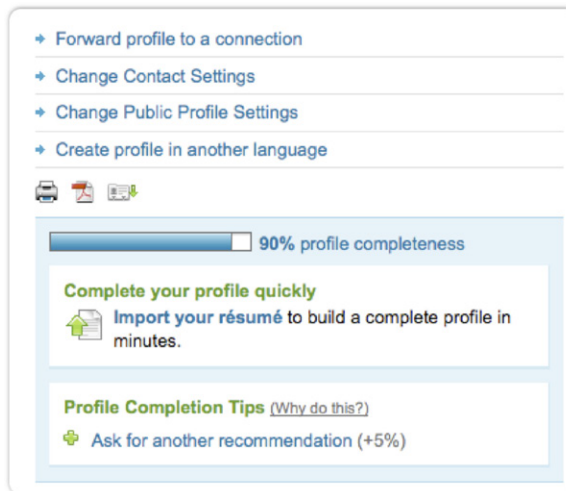 Forward profile to a connection
Change Contact Settings
Change Public Profile Settings
Create profile in another language
90% profile completeness
Complete your profile quickly
Import your résumé to build a complete profile in
minutes.
Profile Completion Tips (Why do this?)
Ask for another recommendation (+5%)